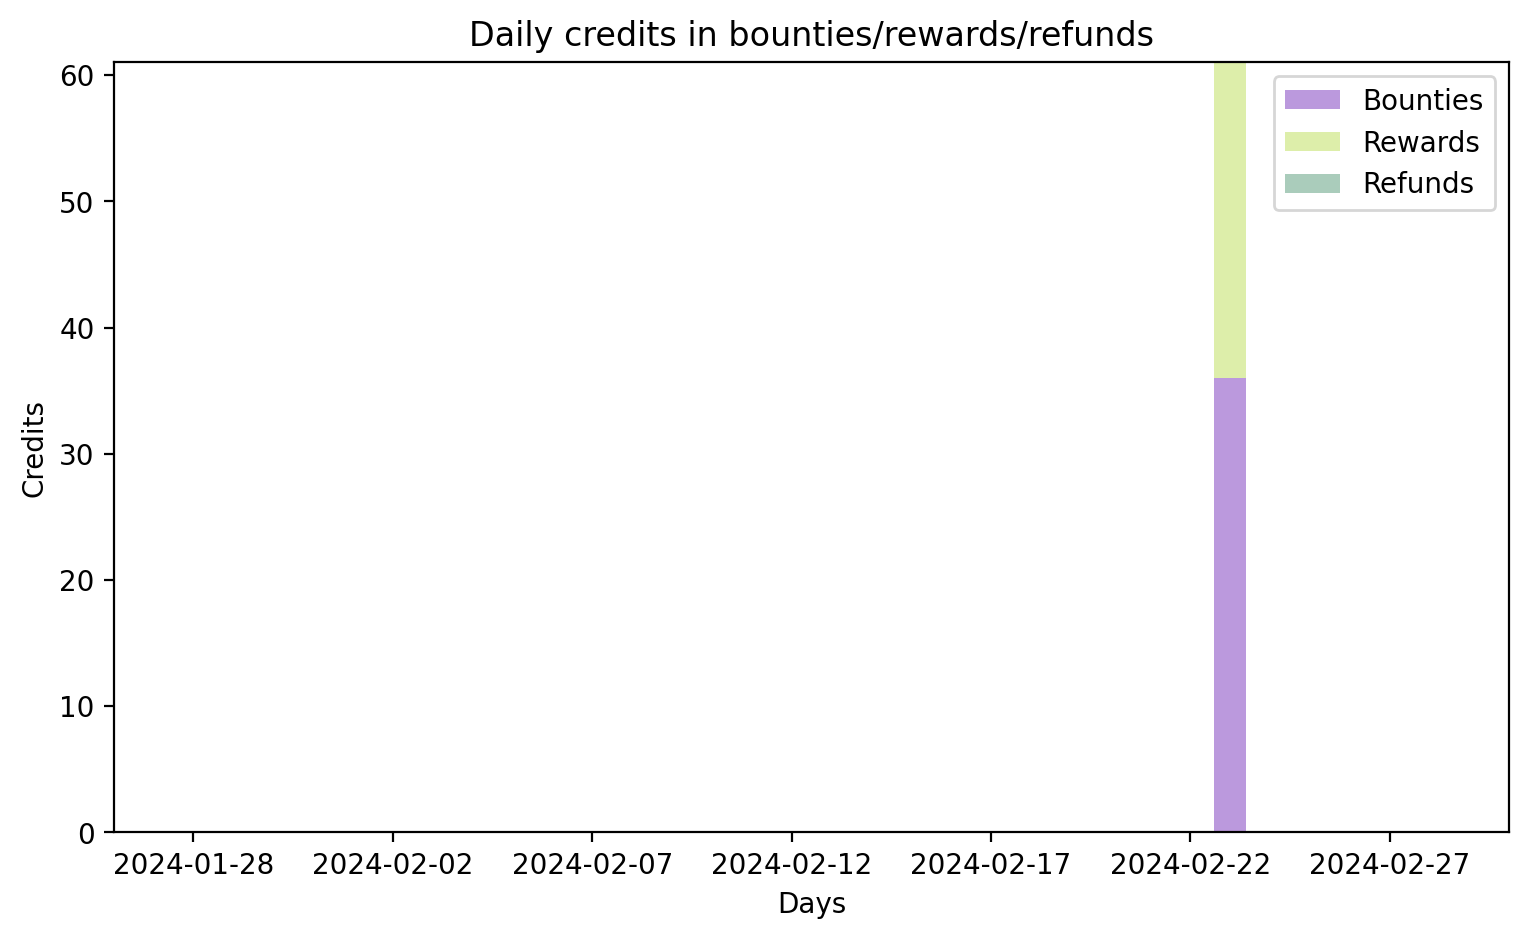 Daily credits in bounties/rewards/refunds
60
50
40
30
20
10
0
Credits
Bounties
Rewards
Refunds
2024-01-28 2024-02-02 2024-02-07 2024-02-12 2024-02-17 2024-02-22 2024-02-27
Days